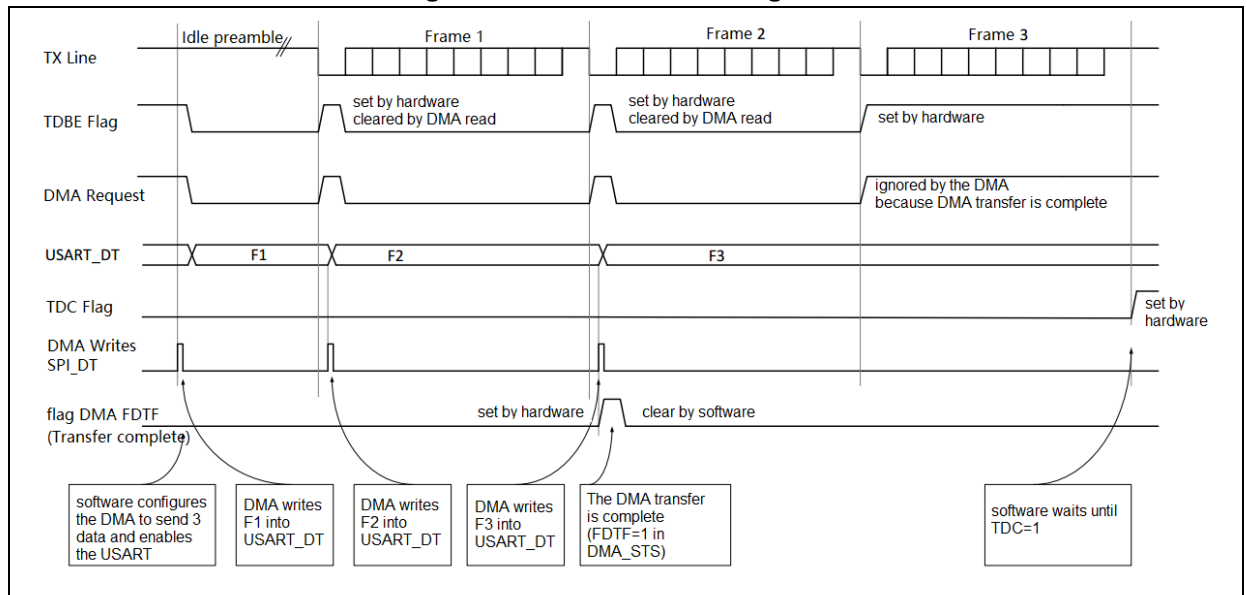 Idle preamble
Frame 1
Frame 2
Frame 3
TX Line
TDBE Flag
set by hardware
cleared by DMA read
set by hardware
cleared by DMA read
set by hardware
DMA Request
ignored by the DMA
because DMA transfer is complete
USART_DT
F1
F2
F3
TDC Flag
set by
hardware
DMA Writes
SPI_DT
flag DMA FDTF
(Transfer complete)
set by hardware
clear by software
software configures
the DMA to send 3
data and enables
the USART
DMA writes
F1 into
USART_DT
DMA writes
F2 into
USART_DT
DMA writes
F3 into
USART_DT
The DMA transfer
is complete
(FDTF=1 in
DMA_STS)
software waits until
TDC=1